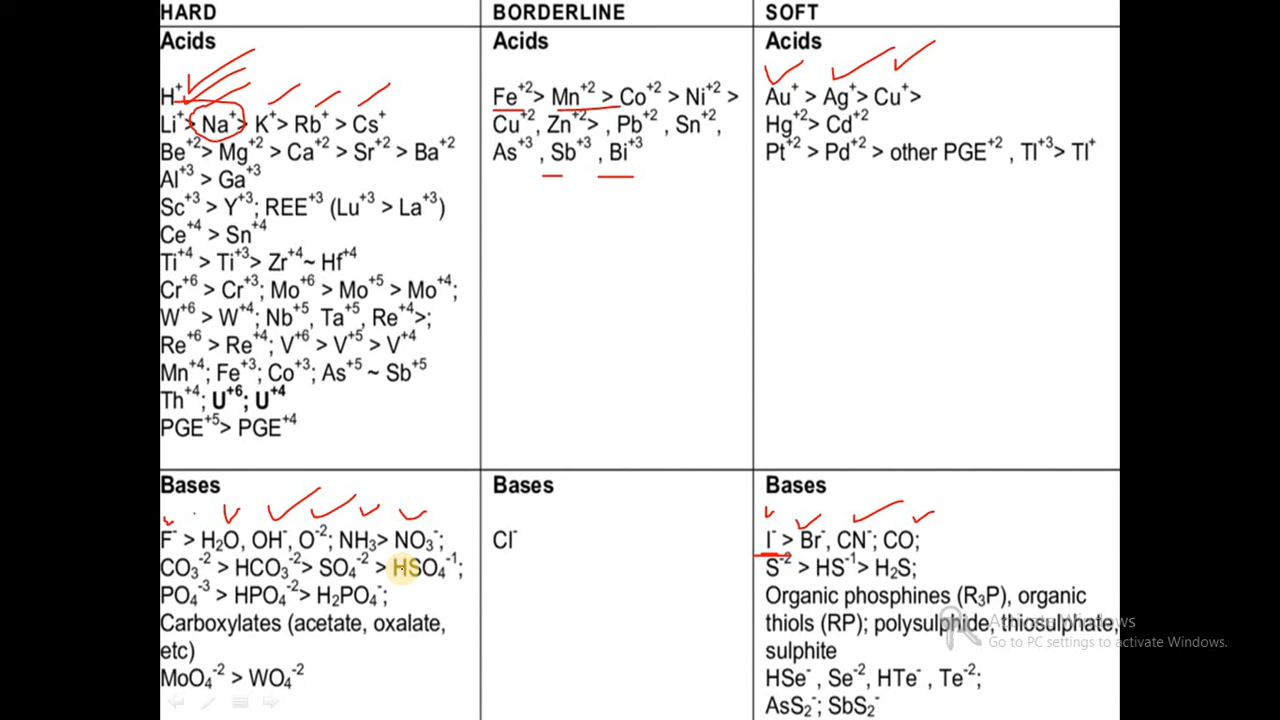 HARD
BORDERLINE
SOFT
Acids
H⁺
Li⁺> Na⁺> K⁺> Rb⁺ > Cs⁺
Be⁺²> Mg⁺² > Ca⁺² > Sr⁺² > Ba⁺²
Al⁺³ > Ga⁺³
Sc⁺³ > Y⁺³; REE⁺³ (Lu⁺³ > La⁺³)
Ce⁺⁴ > Sn⁺⁴
Ti⁺⁴ > Ti⁺³> Zr⁺⁴~ Hf⁺⁴
Cr⁺⁶ > Cr⁺³; Mo⁺⁶ > Mo⁺⁵ > Mo⁺⁴;
W⁺⁶ > W⁺⁴; Nb⁺⁵, Ta⁺⁵, Re⁺⁴>;
Re⁺⁶ > Re⁺⁴; V⁺⁶ > V⁺⁵ > V⁺⁴
Mn⁺⁴; Fe⁺³; Co⁺³; As⁺⁵ ~ Sb⁺⁵
Th⁺⁴; U⁺⁶; U⁺⁴
PGE⁺⁵> PGE⁺⁴
Acids
Fe⁺²> Mn⁺² > Co⁺² > Ni⁺² >
Cu⁺², Zn⁺²> , Pb⁺² , Sn⁺²,
As⁺³ , Sb⁺³ , Bi⁺³
Acids
Au⁺ > Ag⁺ > Cu⁺>
Hg⁺² > Cd⁺²
Pt⁺² > Pd⁺² > other PGE⁺² , Tl⁺³> Tl⁺
Bases
F⁻ > H₂O, OH⁻, O⁻²; NH₃> NO₃⁻;
CO₃⁻² > HCO₃⁻²> SO₄⁻² > HSO₄⁻¹;
PO₄⁻³ > HPO₄⁻²> H₂PO₄⁻;
Carboxylates (acetate, oxalate,
etc)
MoO₄⁻² > WO₄⁻²
Bases
Cl⁻
Bases
I⁻ > Br⁻, CN⁻; CO;
S⁻² > HS⁻¹> H₂S;
Organic phosphines (R₃P), organic
thiols (RP); polysulphide, thiosulphate,
sulphite
HSe⁻ , Se⁻² , HTe⁻ , Te⁻²;
AsS₂⁻; SbS₂⁻
Activate Windows
Go to PC settings to activate Windows.